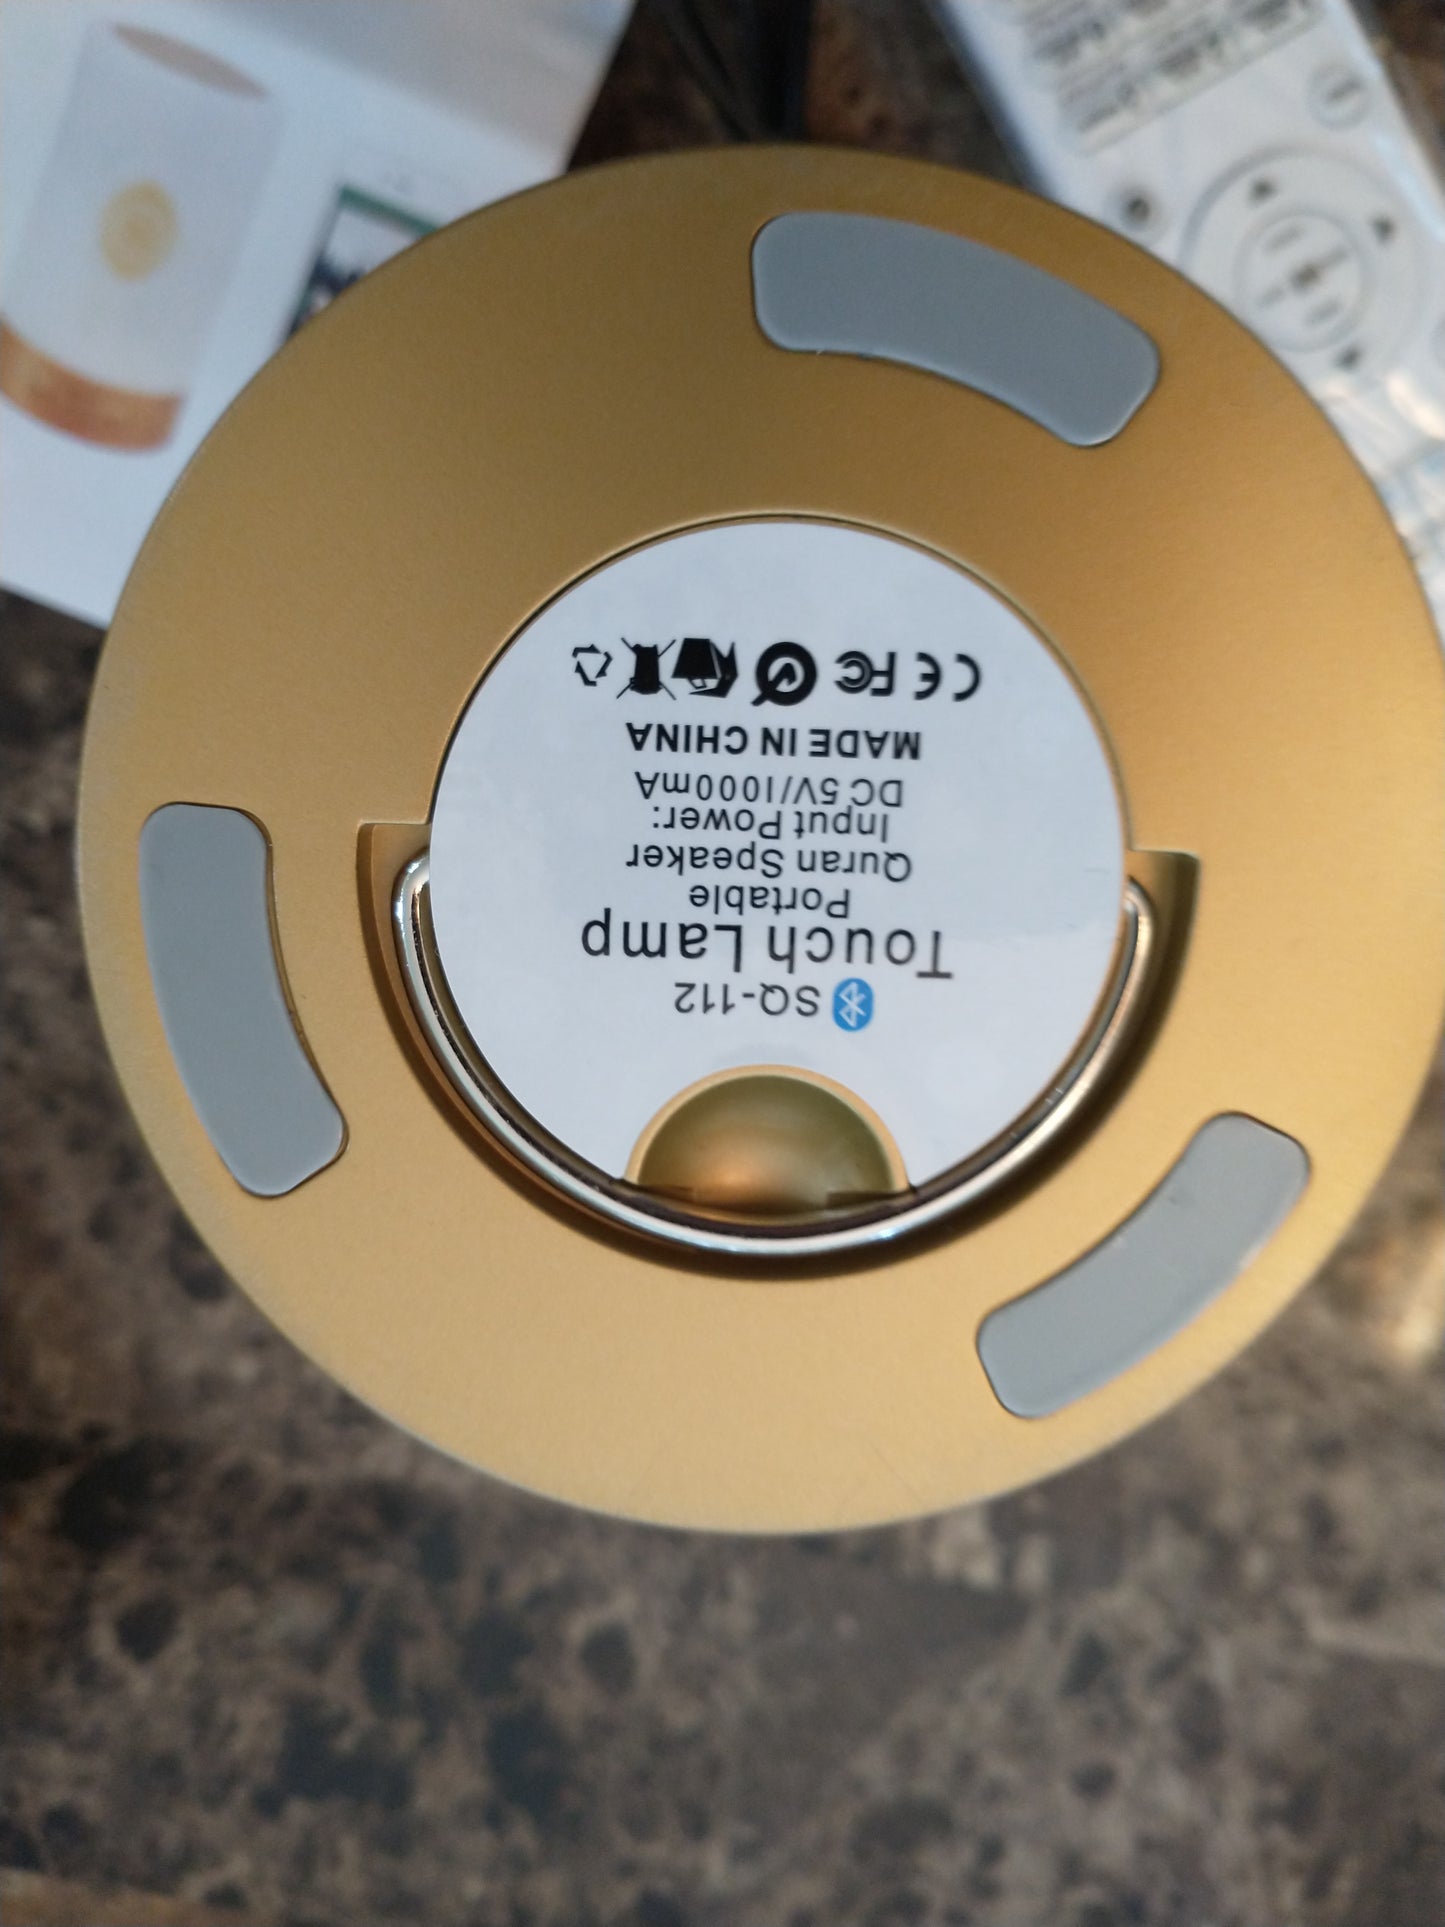 SQ-112
Touch Lamp
Portable
Quran Speaker
Input Power:
DC 5V/1000mA
MADE IN CHINA
CE FC